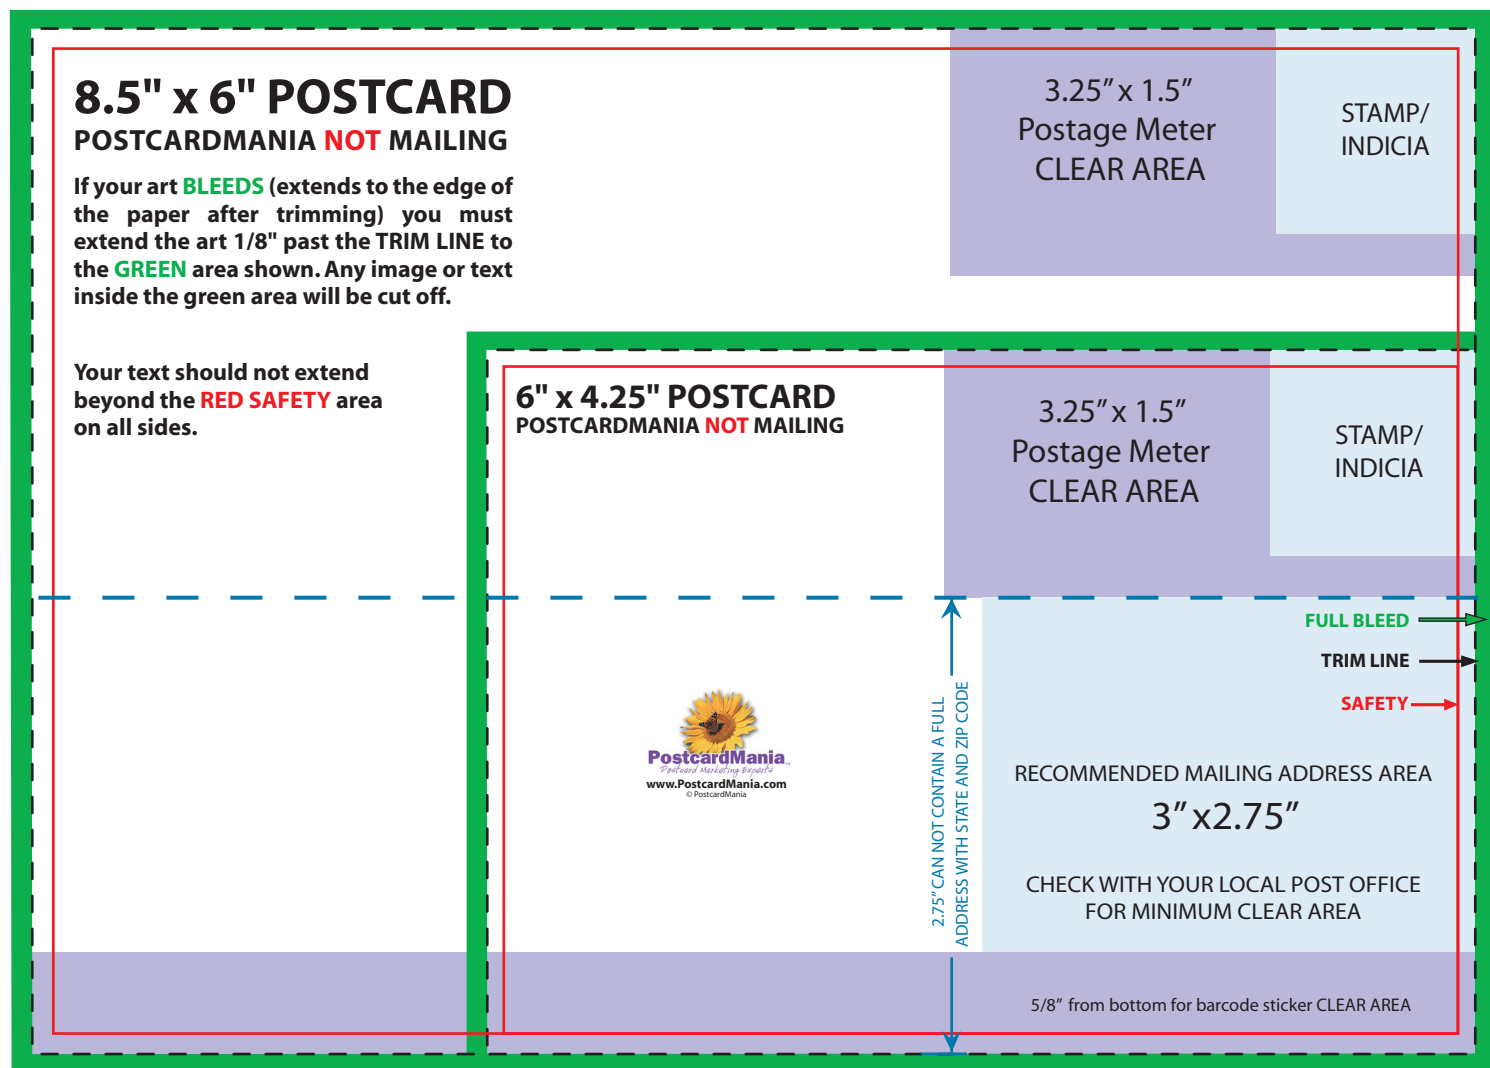 8.5" x 6" POSTCARD
POSTCARDMANIA NOT MAILING
If your art BLEEDS (extends to the edge of
the paper after trimming) you must
extend the art 1/8" past the TRIM LINE to
the GREEN area shown. Any image or text
inside the green area will be cut off.
Your text should not extend
beyond the RED SAFETY area
on all sides.
3.25” x 1.5”
Postage Meter
CLEAR AREA
STAMP/
INDICIA
6" x 4.25" POSTCARD
POSTCARDMANIA NOT MAILING
3.25” x 1.5”
Postage Meter
CLEAR AREA
STAMP/
INDICIA
FULL BLEED
TRIM LINE
SAFETY
2.75” CAN NOT CONTAIN A FULL
ADDRESS WITH STATE AND ZIP CODE
PostcardMania
Postcard Marketing Experts
www.PostcardMania.com
© PostcardMania
RECOMMENDED MAILING ADDRESS AREA
3” x2.75”
CHECK WITH YOUR LOCAL POST OFFICE
FOR MINIMUM CLEAR AREA
5/8” from bottom for barcode sticker CLEAR AREA